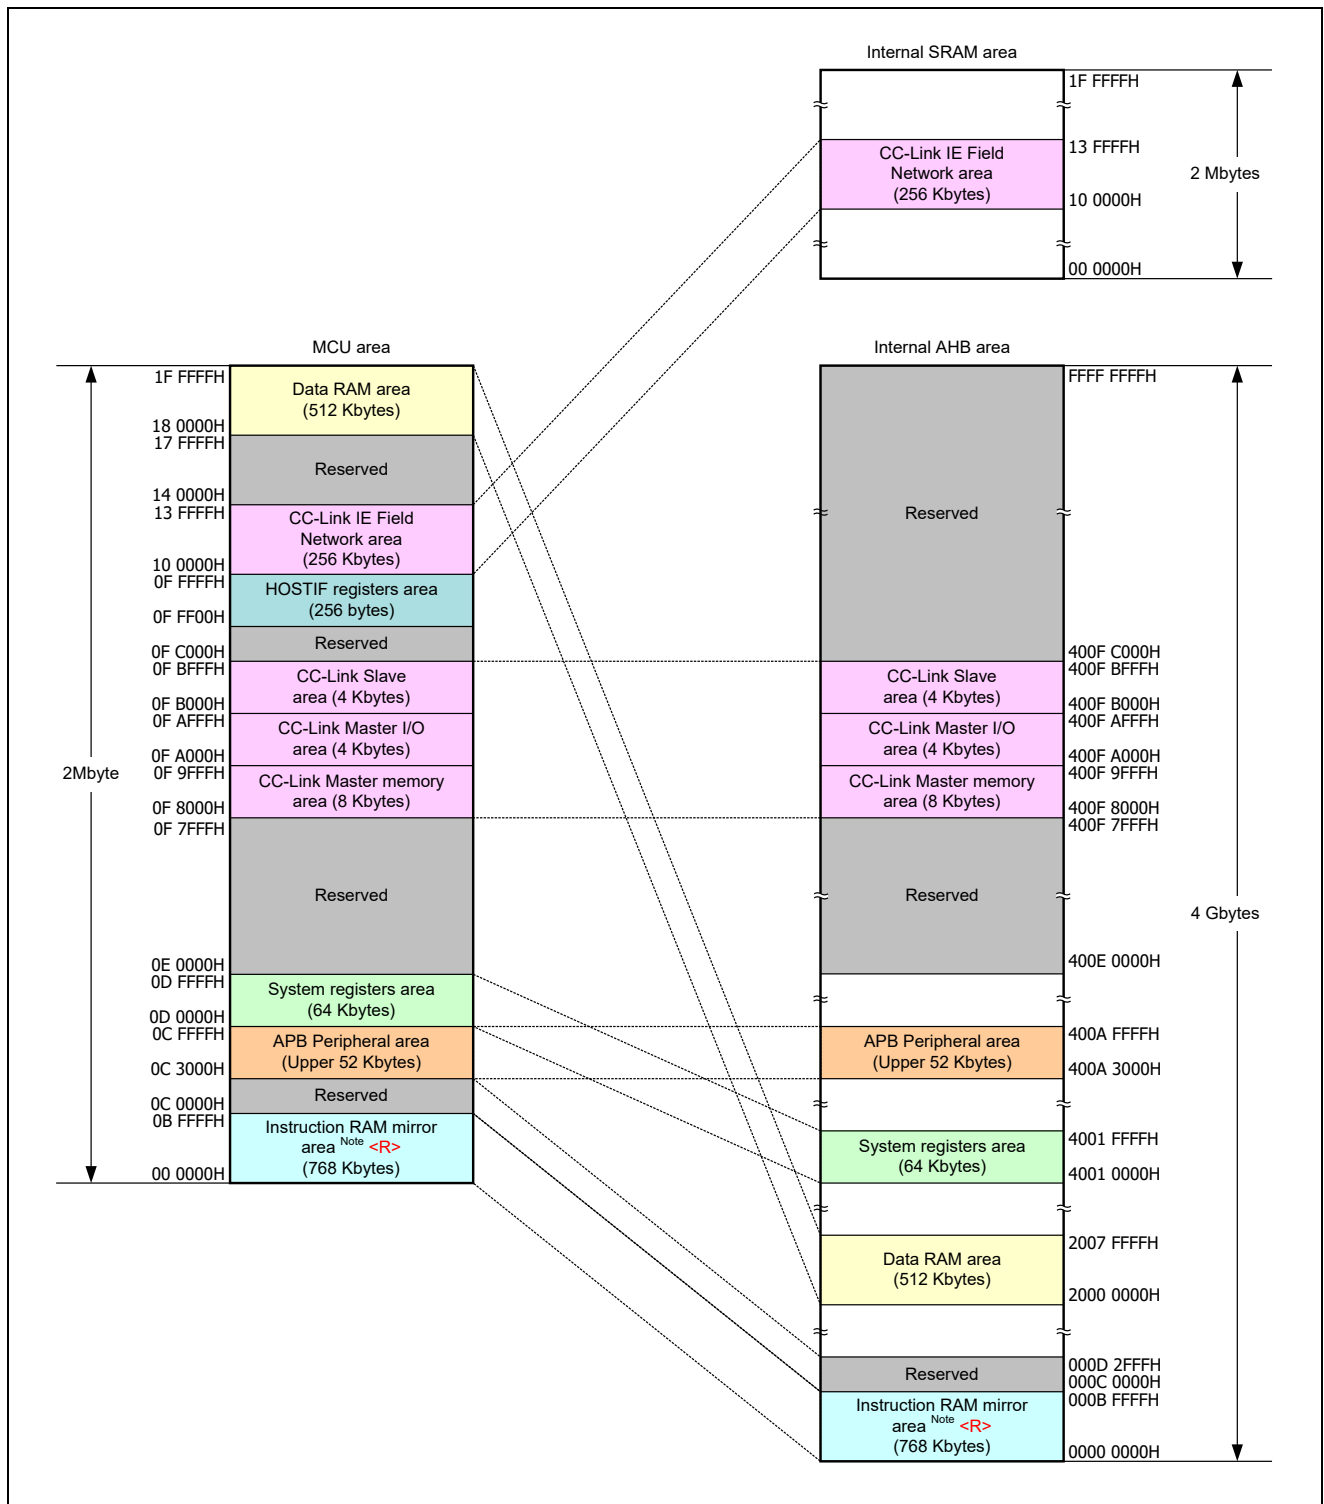 Internal SRAM area
1F FFFFH
CC-Link IE Field
Network area
(256 Kbytes)
13 FFFFH
10 0000H
00 0000H
2 Mbytes
MCU area
1F FFFFH
Data RAM area
(512 Kbytes)
18 0000H
17 FFFFH
Reserved
14 0000H
13 FFFFH
CC-Link IE Field
Network area
(256 Kbytes)
10 0000H
0F FFFFH
HOSTIF registers area
(256 bytes)
0F FF00H
Reserved
0F C000H
0F BFFFH
CC-Link Slave
area (4 Kbytes)
0F B000H
0F AFFFH
CC-Link Master I/O
area (4 Kbytes)
0F A000H
0F 9FFFH
CC-Link Master memory
area (8 Kbytes)
0F 8000H
0F 7FFFH
2Mbyte
Reserved
0E 0000H
0D FFFFH
System registers area
(64 Kbytes)
0D 0000H
0C FFFFH
APB Peripheral area
(Upper 52 Kbytes)
0C 3000H
Reserved
0C 0000H
0B FFFFH
Instruction RAM mirror
area Note <R>
(768 Kbytes)
00 0000H
Internal AHB area
FFFF FFFFH
Reserved
400F C000H
400F BFFFH
CC-Link Slave
area (4 Kbytes)
400F B000H
400F AFFFH
CC-Link Master I/O
area (4 Kbytes)
400F A000H
400F 9FFFH
CC-Link Master memory
area (8 Kbytes)
400F 8000H
400F 7FFFH
Reserved
4 Gbytes
400E 0000H
400A FFFFH
APB Peripheral area
(Upper 52 Kbytes)
400A 3000H
4001 FFFFH
System registers area
(64 Kbytes)
4001 0000H
2007 FFFFH
Data RAM area
(512 Kbytes)
2000 0000H
000D 2FFFH
Reserved
000C 0000H
000B FFFFH
Instruction RAM mirror
area Note <R>
(768 Kbytes)
0000 0000H